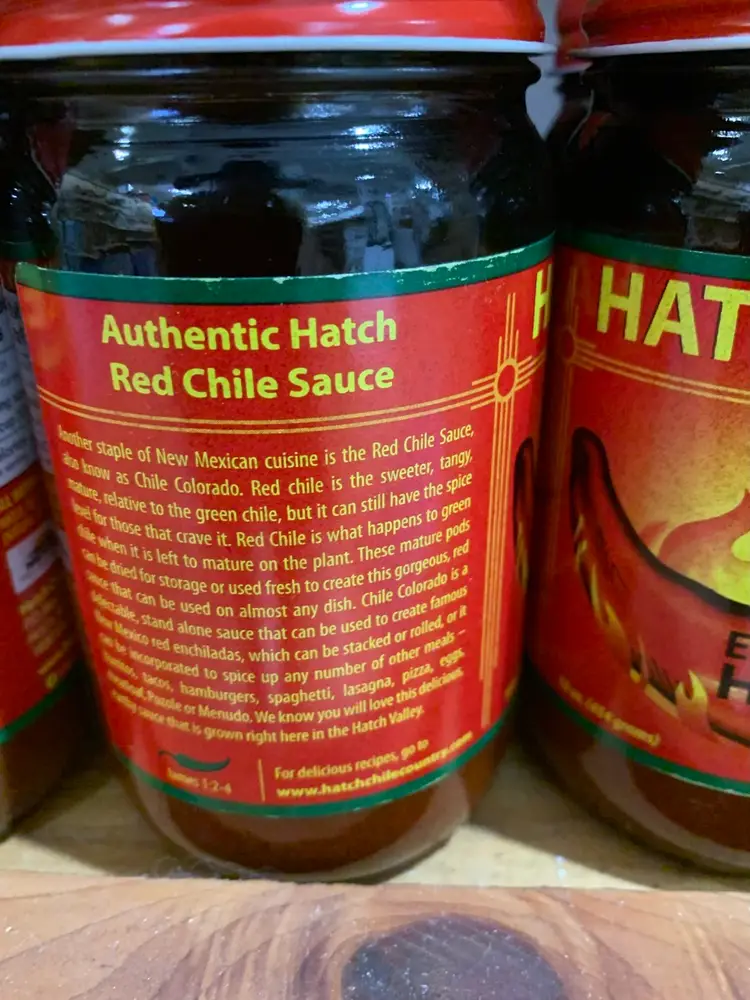 Authentic Hatch
Red Chile Sauce
Another staple of New Mexican cuisine is the Red Chile Sauce,
also know as Chile Colorado. Red chile is the sweeter, tangy,
mature, relative to the green chile, but it can still have the spice
level for those that crave it. Red Chile is what happens to green
chile when it is left to mature on the plant. These mature pods
can be dried for storage or used fresh to create this gorgeous, red
sauce that can be used on almost any dish. Chile Colorado is a
delectable, stand alone sauce that can be used to create famous
New Mexico red enchiladas, which can be stacked or rolled, or it
can be incorporated to spice up any number of other meals –
burritos, tacos, hamburgers, spaghetti, lasagna, pizza, eggs,
meatloaf, Pozole or Menudo. We know you will love this delicious,
earthy sauce that is grown right here in the Hatch Valley.
James 1:2-4
For delicious recipes, go to
www.hatchchilecountry.com
H
HAT
E
H